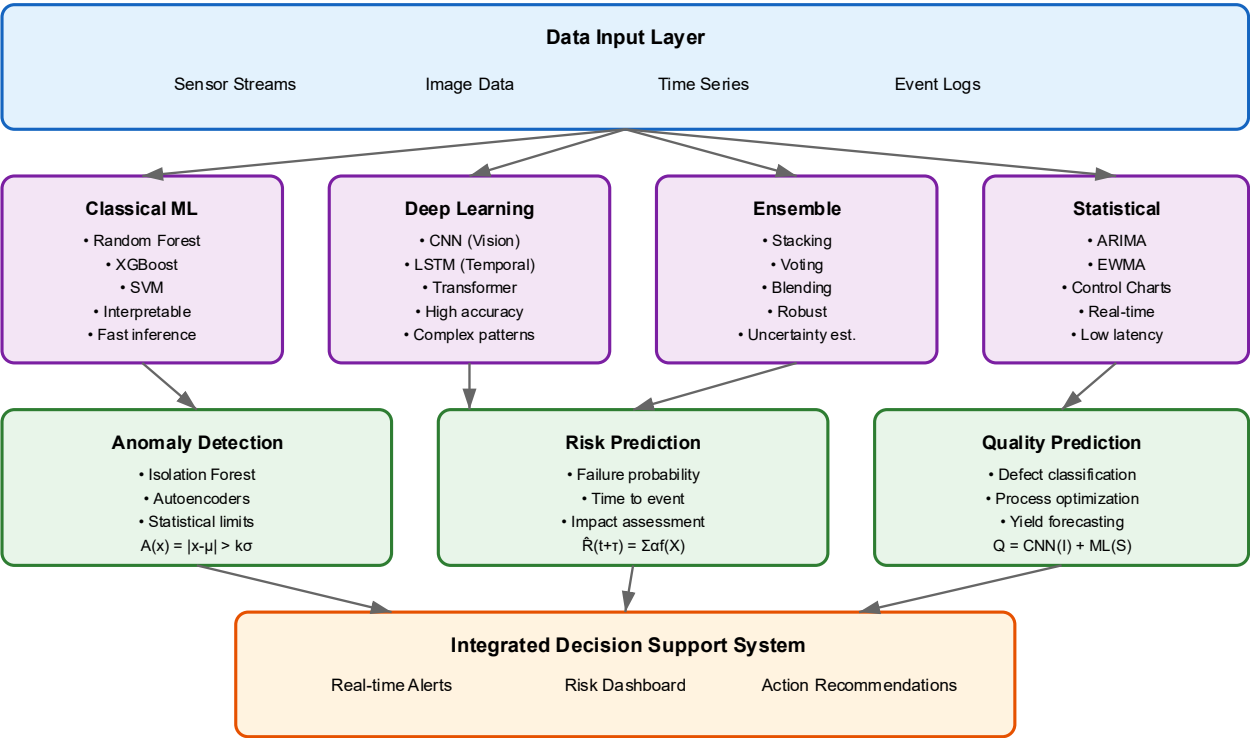 Data Input Layer
Sensor Streams Image Data Time Series Event Logs
Classical ML
• Random Forest
• XGBoost
• SVM
• Interpretable
• Fast inference
Deep Learning
• CNN (Vision)
• LSTM (Temporal)
• Transformer
• High accuracy
• Complex patterns
Ensemble
• Stacking
• Voting
• Blending
• Robust
• Uncertainty est.
Statistical
• ARIMA
• EWMA
• Control Charts
• Real-time
• Low latency
Anomaly Detection
• Isolation Forest
• Autoencoders
• Statistical limits
A(x) = |x-μ| > kσ
Risk Prediction
• Failure probability
• Time to event
• Impact assessment
R̂(t+τ) = Σαf(X)
Quality Prediction
• Defect classification
• Process optimization
• Yield forecasting
Q = CNN(I) + ML(S)
Integrated Decision Support System
Real-time Alerts Risk Dashboard Action Recommendations